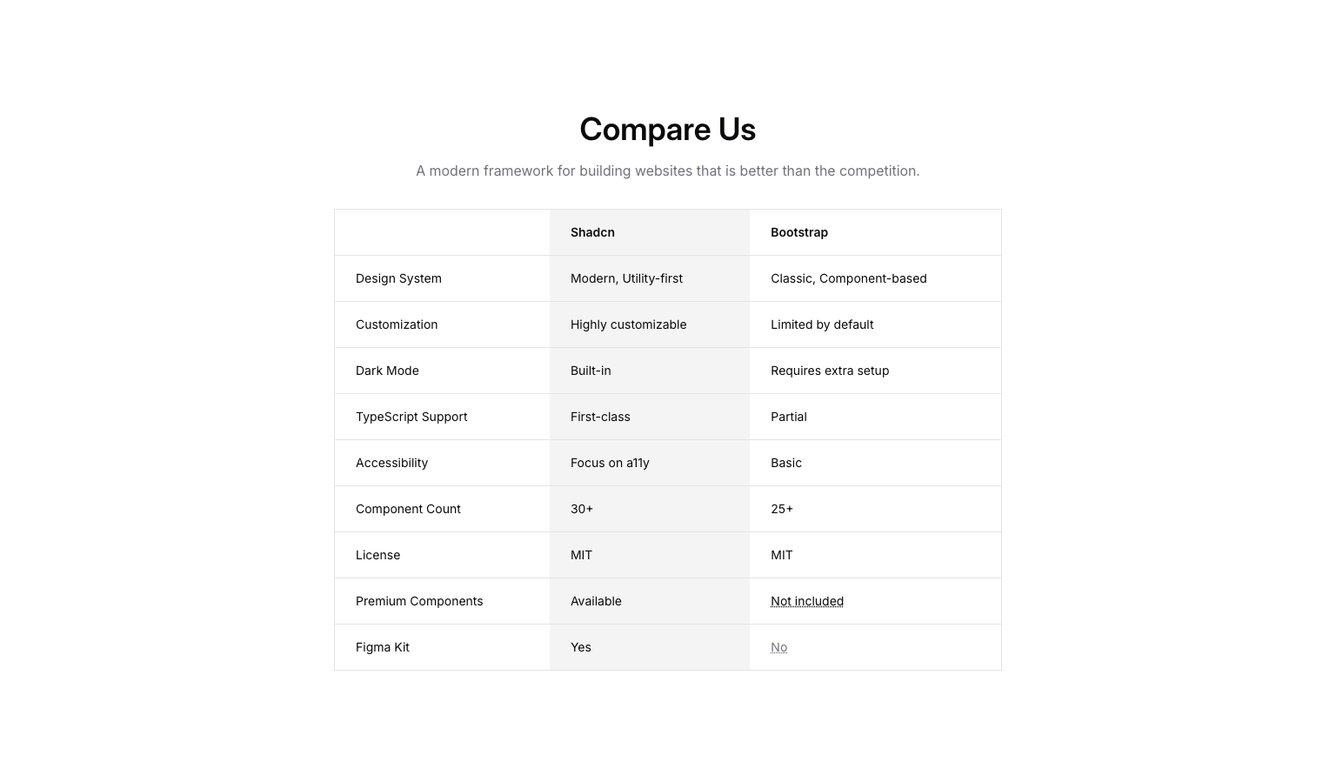 Compare Us
A modern framework for building websites that is better than the competition.
Shadcn Bootstrap
Design System Modern, Utility-first Classic, Component-based
Customization Highly customizable Limited by default
Dark Mode Built-in Requires extra setup
TypeScript Support First-class Partial
Accessibility Focus on a11y Basic
Component Count 30+ 25+
License MIT MIT
Premium Components Available Not included
Figma Kit Yes No